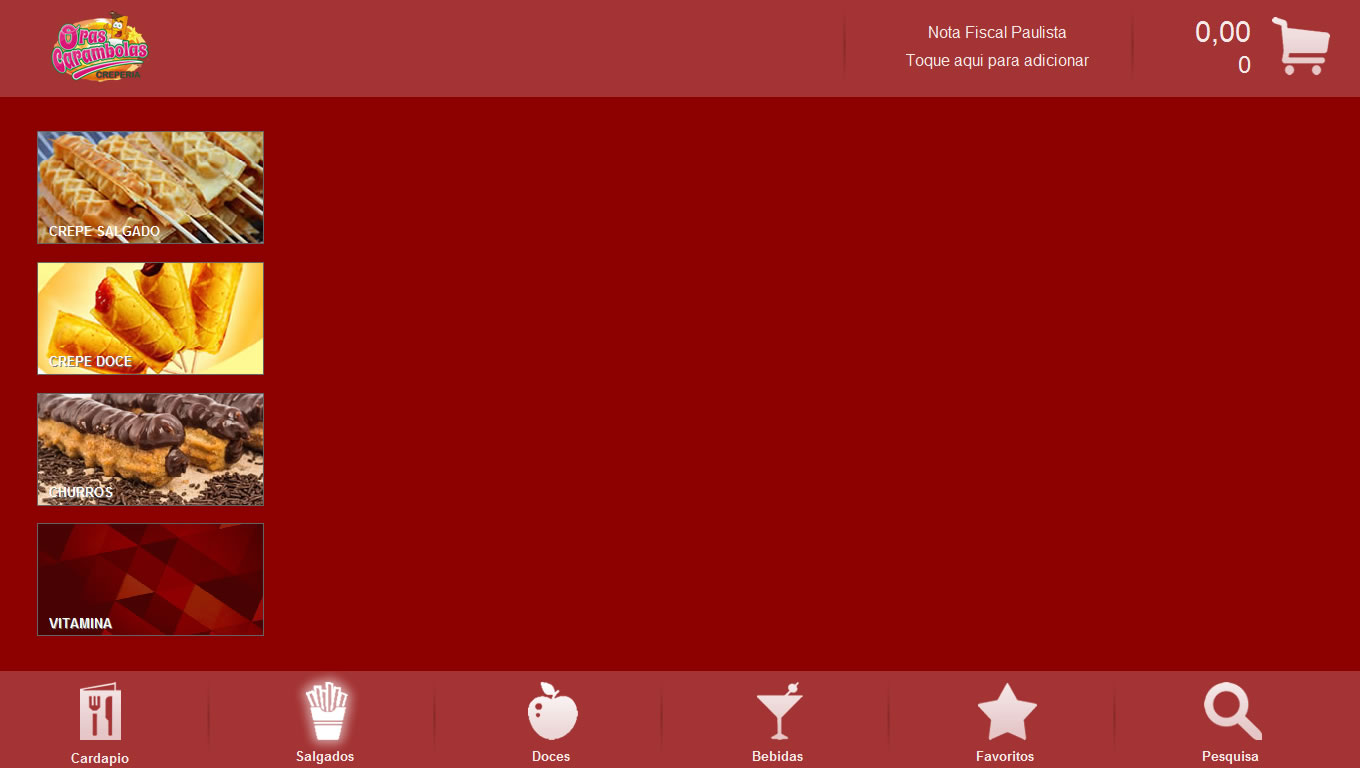 O'ras
Carambolas
CREPERIA
Nota Fiscal Paulista
Toque aqui para adicionar
0,00
0
CREPE SALGADO
CREPE DOCE
CHURROS
VITAMINA
Cardapio
Salgados
Doces
Bebidas
Favoritos
Pesquisa